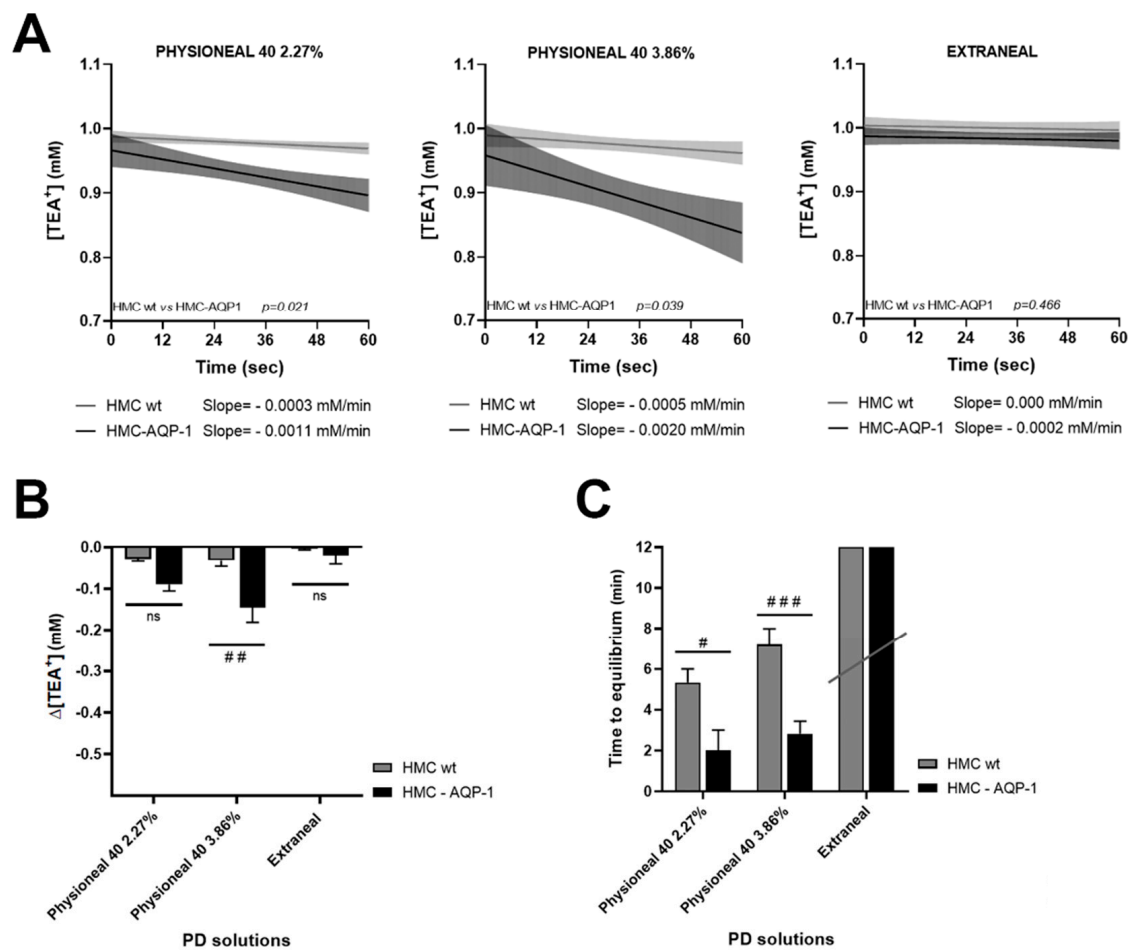 A
PHYSIONEAL 40 2.27%
PHYSIONEAL 40 3.86%
EXTRANEAL
1.1
1.0
0.9
0.8
0.7
[TEA+] (mM)
HMC wt vs HMC-AQP1 p=0.021
0 12 24 36 48 60
Time (sec)
HMC wt Slope= - 0.0003 mM/min
HMC-AQP-1 Slope= - 0.0011 mM/min
1.1
1.0
0.9
0.8
0.7
[TEA+] (mM)
HMC wt vs HMC-AQP1 p=0.039
0 12 24 36 48 60
Time (sec)
HMC wt Slope= - 0.0005 mM/min
HMC-AQP-1 Slope= - 0.0020 mM/min
1.1
1.0
0.9
0.8
0.7
[TEA+] (mM)
HMC wt vs HMC-AQP1 p=0.466
0 12 24 36 48 60
Time (sec)
HMC wt Slope= 0.000 mM/min
HMC-AQP-1 Slope= - 0.0002 mM/min
B
0.0
-0.1
-0.2
-0.3
-0.4
-0.5
Δ[TEA+] (mM)
ns
##
ns
HMC wt
HMC - AQP-1
Physioneal 40 2.27%
Physioneal 40 3.86%
Extraneal
PD solutions
C
12
10
8
6
4
2
0
Time to equilibrium (min)
#
###
HMC wt
HMC - AQP-1
Physioneal 40 2.27%
Physioneal 40 3.86%
Extraneal
PD solutions